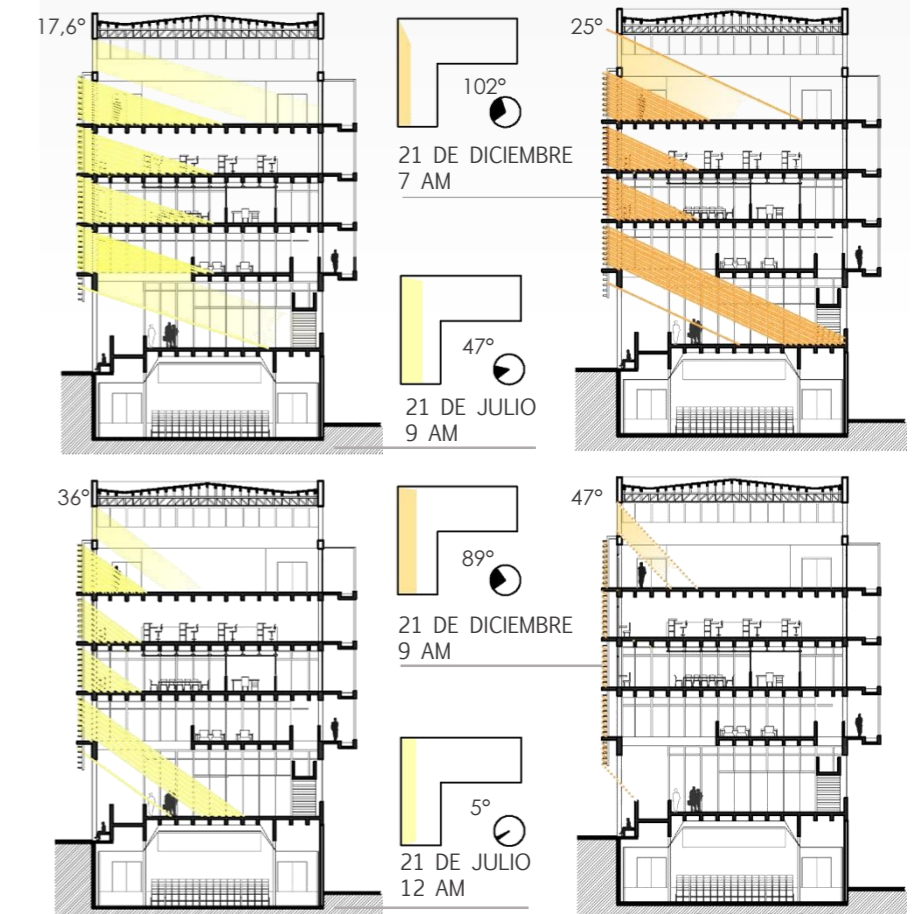 17,6°
25°
102°
21 DE DICIEMBRE
7 AM
47°
21 DE JULIO
9 AM
36°
47°
89°
21 DE DICIEMBRE
9 AM
5°
21 DE JULIO
12 AM